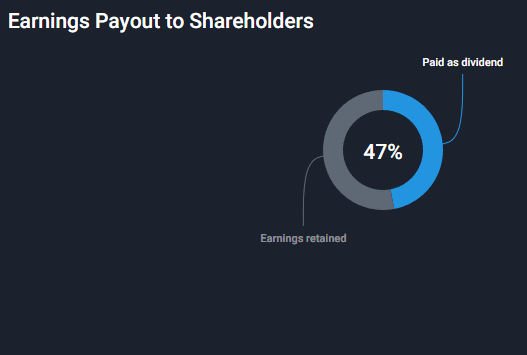 Earnings Payout to Shareholders
Paid as dividend
47%
Earnings retained